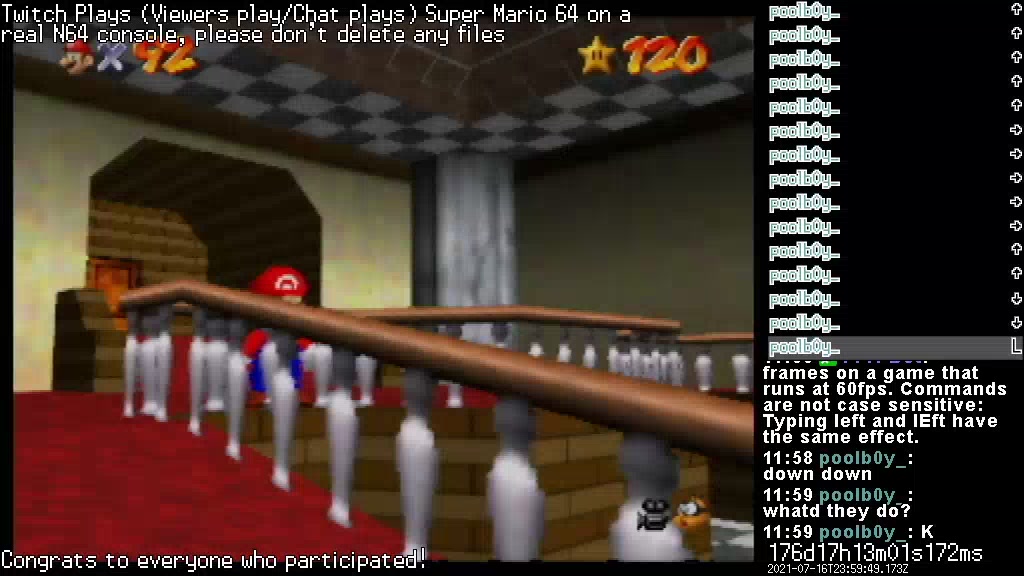 Twitch Plays (Viewers play/Chat plays) Super Mario 64 on a
real N64 console, please don't delete any files
92
120
poolb0y_ ↑
poolb0y_ ↑
poolb0y_ ↑
poolb0y_ ↑
poolb0y_ ↑
poolb0y_ →
poolb0y_ →
poolb0y_ →
poolb0y_ →
poolb0y_ →
poolb0y_ ↑
poolb0y_ ↑
poolb0y_ ↓
poolb0y_ ↓
poolb0y_ L
frames on a game that
runs at 60fps. Commands
are not case sensitive:
Typing left and lEft have
the same effect.
11:58 poolb0y_:
down down
11:59 poolb0y_:
whatd they do?
11:59 poolb0y_: K
176d17h13m01s172ms
2021-07-16T23:59:49.173Z
Congrats to everyone who participated!